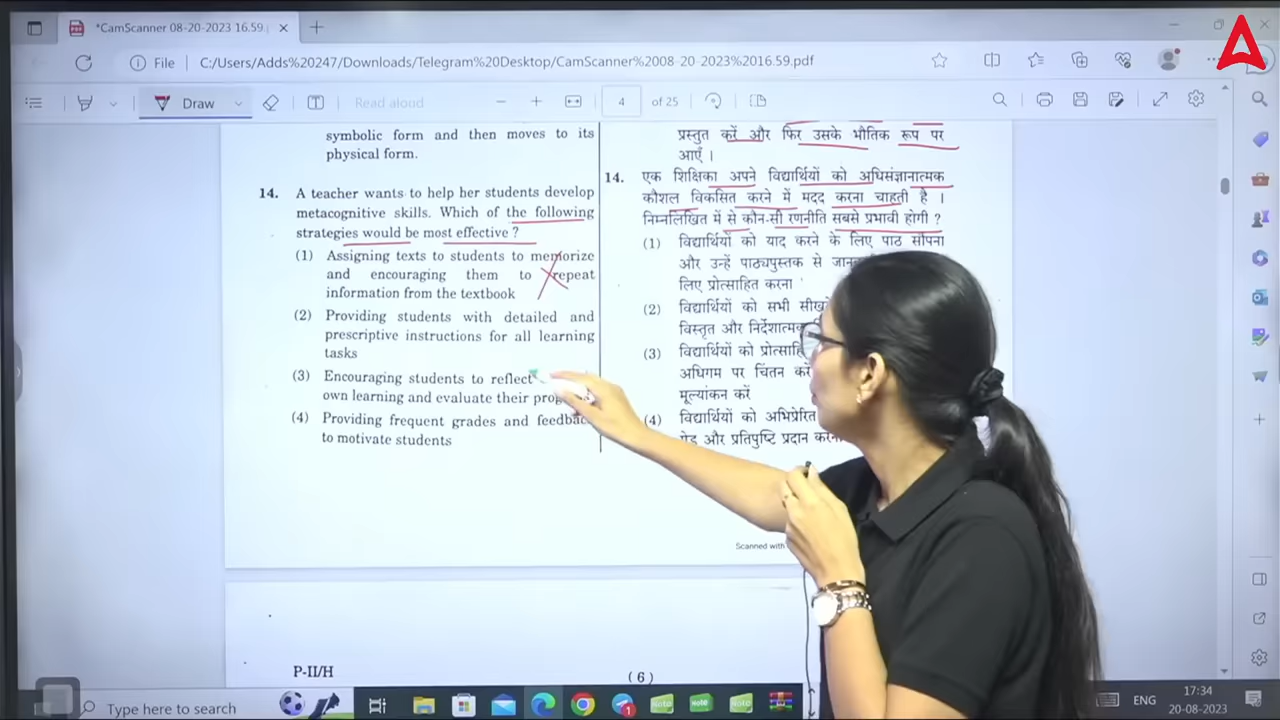 *CamScanner 08-20-2023 16.59.
File
C:/Users/Adds%20247/Downloads/Telegram%20Desktop/CamScanner%2008-20-2023%2016.59.pdf
Draw
Read aloud
4
of 25
symbolic form and then moves to its
physical form.
14. A teacher wants to help her students develop
metacognitive skills. Which of the following
strategies would be most effective ?
(1) Assigning texts to students to memorize
and encouraging them to repeat
information from the textbook
(2) Providing students with detailed and
prescriptive instructions for all learning
tasks
(3) Encouraging students to reflect
own learning and evaluate their
(4) Providing frequent grades and
to motivate students
प्रस्तुत करें और फिर उसके भौतिक रूप पर
आएँ ।
14. एक शिक्षिका अपने विद्यार्थियों को अधिसंज्ञानात्मक
कौशल विकसित करने में मदद करना चाहती है ।
निम्नलिखित में से कौन-सी रणनीति सबसे प्रभावी होगी ?
(1) विद्यार्थियों को याद करने के लिए पाठ सौंपना
और उन्हें पाठ्यपुस्तक से
लिए प्रोत्साहित करना
(2) विद्यार्थियों को सभी
विस्तृत और
(3) विद्यार्थियों को
अधिगम पर चिंतन
मूल्यांकन करें
(4) विद्यार्थियों को अभिप्रेरित
ग्रेड और प्रतिपुष्टि प्रदान
Scanned with
P-II/H
(6)
Type here to search
ENG
17:34
20-08-2023